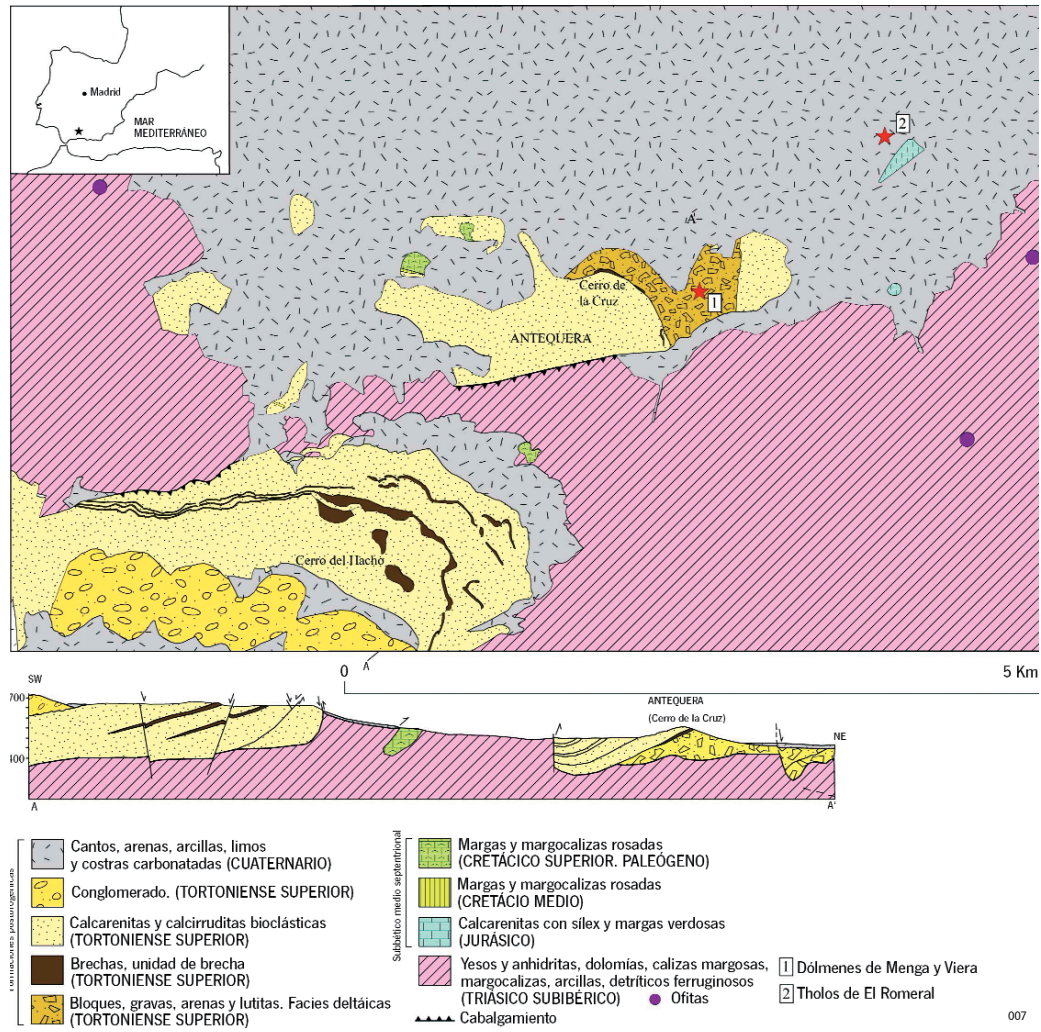 Madrid
MAR
MEDITERRÁNEO
2
A'
Cerro de
la Cruz
1
ANTEQUERA
Cerro del Hacho
A
0
5 Km
SW
700
ANTEQUERA
(Cerro de la Cruz)
NE
A
A'
Cantos, arenas, arcillas, limos
y costras carbonatadas (CUATERNARIO)
Conglomerado. (TORTONIENSE SUPERIOR)
Calcarenitas y calcirruditas bioclásticas
(TORTONIENSE SUPERIOR)
Brechas, unidad de brecha
(TORTONIENSE SUPERIOR)
Bloques, gravas, arenas y lutitas. Facies deltáicas
(TORTONIENSE SUPERIOR)
Subbético medio septentrional
Margas y margocalizas rosadas
(CRETÁCICO SUPERIOR. PALEÓGENO)
Margas y margocalizas rosadas
(CRETÁCIO MEDIO)
Calcarenitas con sílex y margas verdosas
(JURÁSICO)
Yesos y anhidritas, dolomías, calizas margosas,
margocalizas, arcillas, detríticos ferruginosos
(TRIÁSICO SUBIBÉRICO)
Ofitas
Cabalgamiento
1 Dólmenes de Menga y Viera
2 Tholos de El Romeral
007